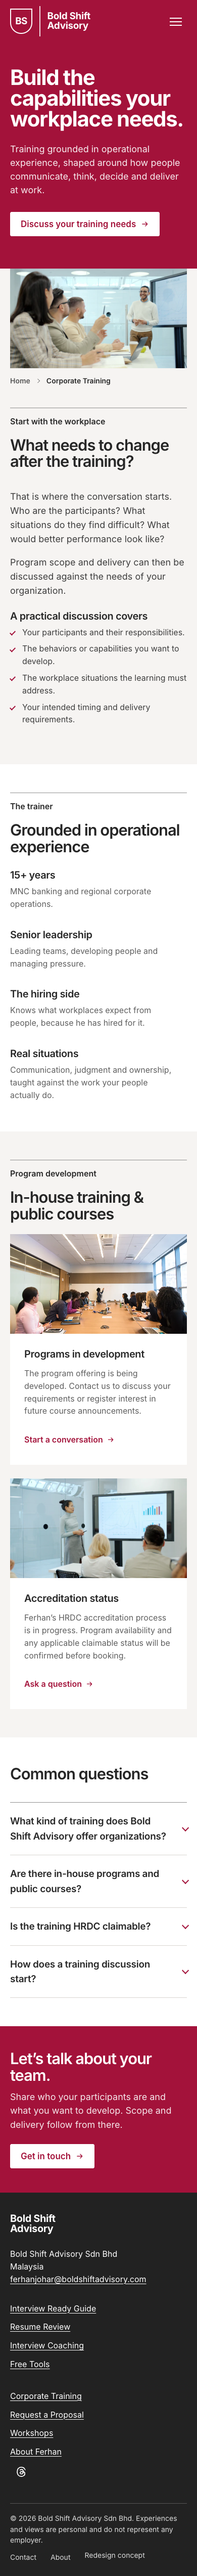 BS
Bold Shift
Advisory
Build the
capabilities your
workplace needs.
Training grounded in operational
experience, shaped around how people
communicate, think, decide and deliver
at work.
Discuss your training needs →
Home > Corporate Training
Start with the workplace
What needs to change
after the training?
That is where the conversation starts.
Who are the participants? What
situations do they find difficult? What
would better performance look like?
Program scope and delivery can then be
discussed against the needs of your
organization.
A practical discussion covers
Your participants and their responsibilities.
The behaviors or capabilities you want to
develop.
The workplace situations the learning must
address.
Your intended timing and delivery
requirements.
The trainer
Grounded in operational
experience
15+ years
MNC banking and regional corporate
operations.
Senior leadership
Leading teams, developing people and
managing pressure.
The hiring side
Knows what workplaces expect from
people, because he has hired for it.
Real situations
Communication, judgment and ownership,
taught against the work your people
actually do.
Program development
In-house training &
public courses
Programs in development
The program offering is being
developed. Contact us to discuss your
requirements or register interest in
future course announcements.
Start a conversation →
Accreditation status
Ferhan’s HRDC accreditation process
is in progress. Program availability and
any applicable claimable status will be
confirmed before booking.
Ask a question →
Common questions
What kind of training does Bold
Shift Advisory offer organizations?
Are there in-house programs and
public courses?
Is the training HRDC claimable?
How does a training discussion
start?
Let’s talk about your
team.
Share who your participants are and
what you want to develop. Scope and
delivery follow from there.
Get in touch →
Bold Shift
Advisory
Bold Shift Advisory Sdn Bhd
Malaysia
ferhanjohar@boldshiftadvisory.com
Interview Ready Guide
Resume Review
Interview Coaching
Free Tools
Corporate Training
Request a Proposal
Workshops
About Ferhan
© 2026 Bold Shift Advisory Sdn Bhd. Experiences
and views are personal and do not represent any
employer.
Contact About Redesign concept